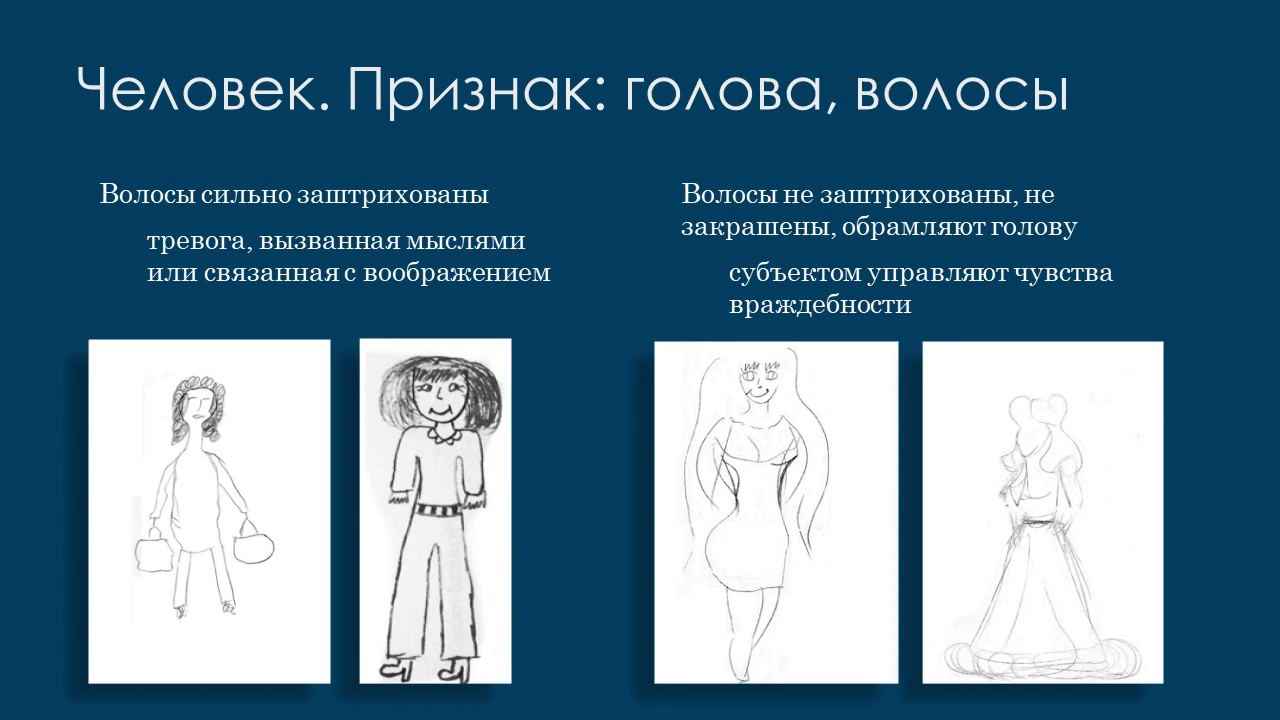 Человек. Признак: голова, волосы
Волосы сильно заштрихованы
тревога, вызванная мыслями
или связанная с воображением
Волосы не заштрихованы, не
закрашены, обрамляют голову
субъектом управляют чувства
враждебности